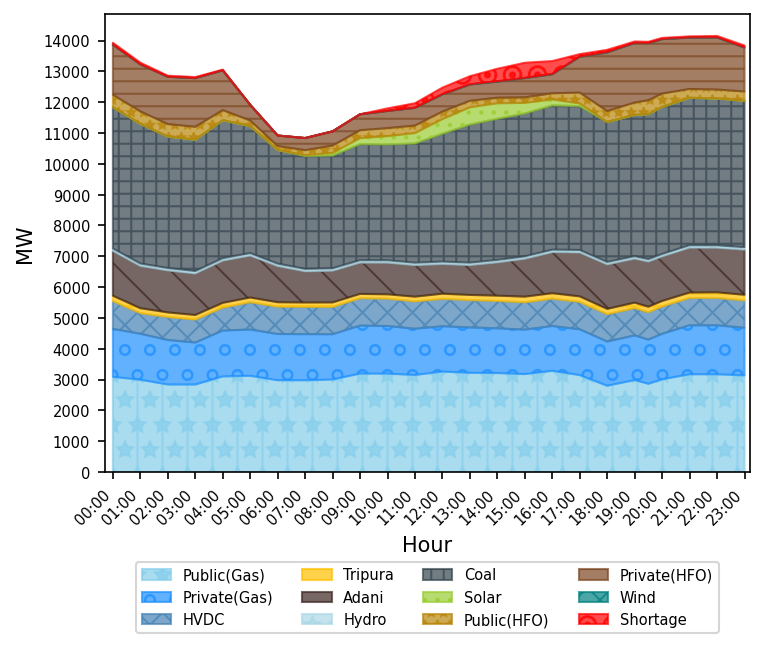 14000
13000
12000
11000
10000
9000
8000
7000
6000
5000
4000
3000
2000
1000
0
MW
00:00 01:00 02:00 03:00 04:00 05:00 06:00 07:00 08:00 09:00 10:00 11:00 12:00 13:00 14:00 15:00 16:00 17:00 18:00 19:00 20:00 21:00 22:00 23:00
Hour
Public(Gas) Tripura Coal Private(HFO)
Private(Gas) Adani Solar Wind
HVDC Hydro Public(HFO) Shortage